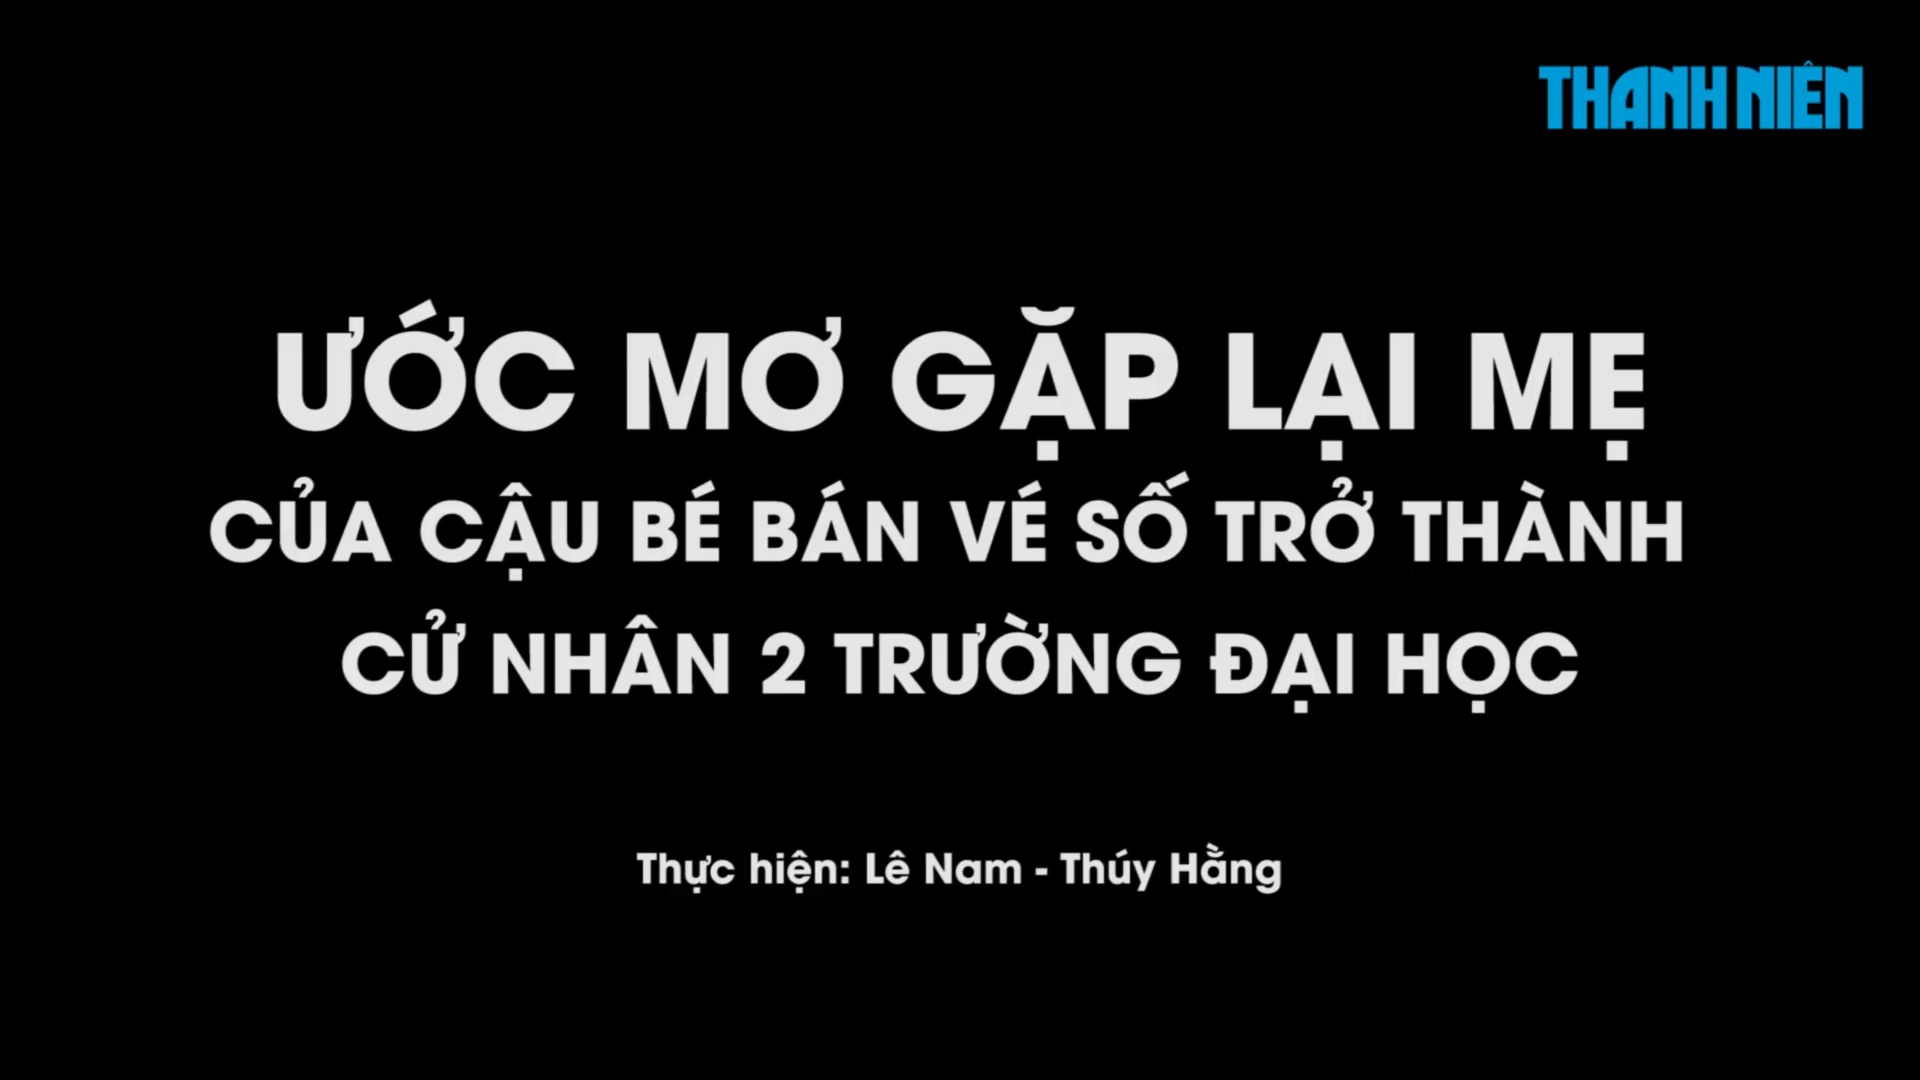 THANH NIÊN
ƯỚC MƠ GẶP LẠI MẸ
CỦA CẬU BÉ BÁN VÉ SỐ TRỞ THÀNH
CỬ NHÂN 2 TRƯỜNG ĐẠI HỌC
Thực hiện: Lê Nam - Thúy Hằng